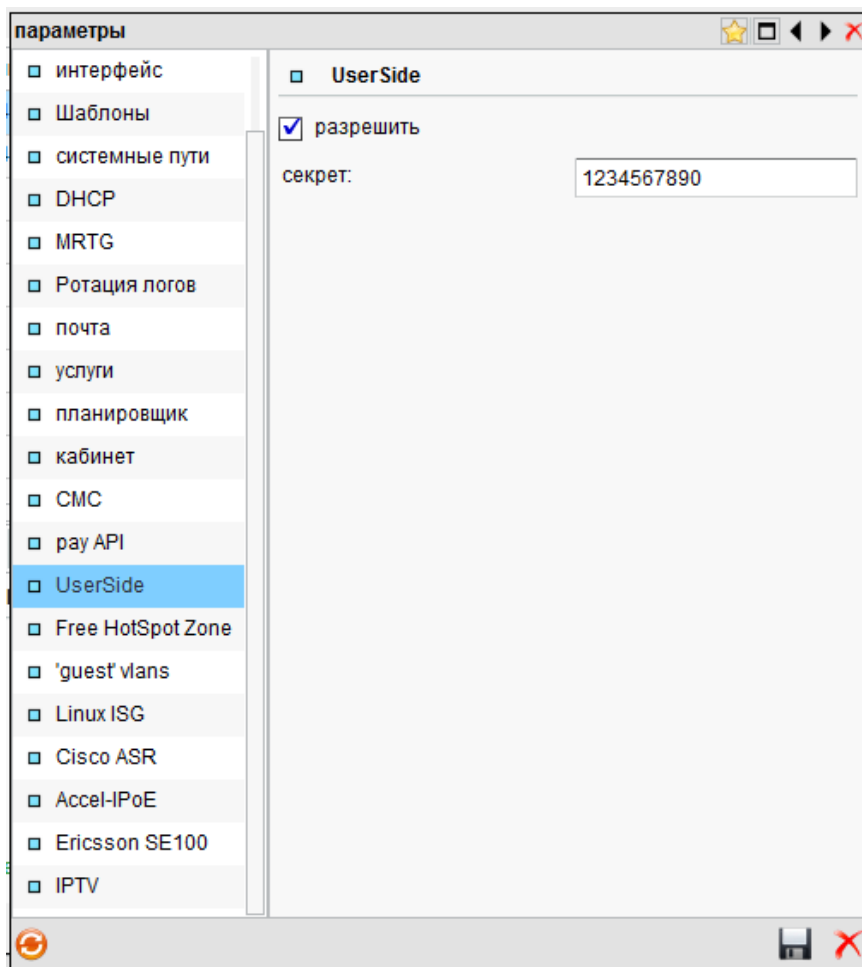 параметры
интерфейс
Шаблоны
системные пути
DHCP
MRTG
Ротация логов
почта
услуги
планировщик
кабинет
СМС
pay API
UserSide
Free HotSpot Zone
'guest' vlans
Linux ISG
Cisco ASR
Accel-IPoE
Ericsson SE100
IPTV
UserSide
разрешить
секрет: 1234567890